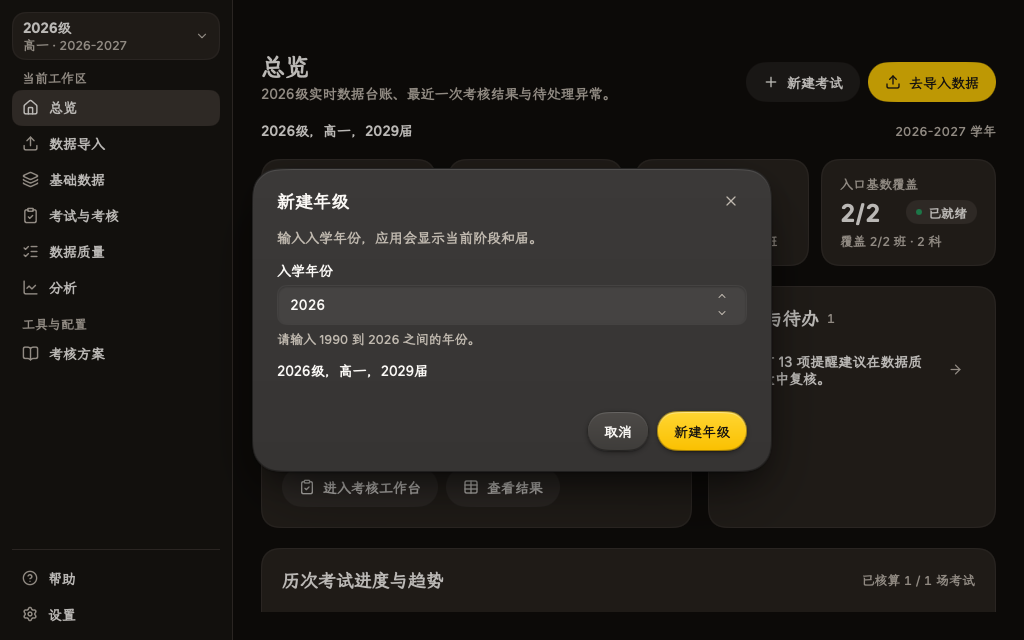 2026级
高一 · 2026-2027
当前工作区
总览
数据导入
基础数据
考试与考核
数据质量
分析
工具与配置
考核方案
帮助
设置
总览
2026级实时数据台账、最近一次考核结果与待处理异常。
新建考试
去导入数据
2026级，高一，2029届
2026-2027 学年
入口基数覆盖
2/2
已就绪
覆盖 2/2 班 · 2 科
新建年级
输入入学年份，应用会显示当前阶段和届。
入学年份
2026
请输入 1990 到 2026 之间的年份。
2026级，高一，2029届
取消
新建年级
与待办 1
13 项提醒建议在数据质
中复核。
进入考核工作台
查看结果
历次考试进度与趋势
已核算 1 / 1 场考试